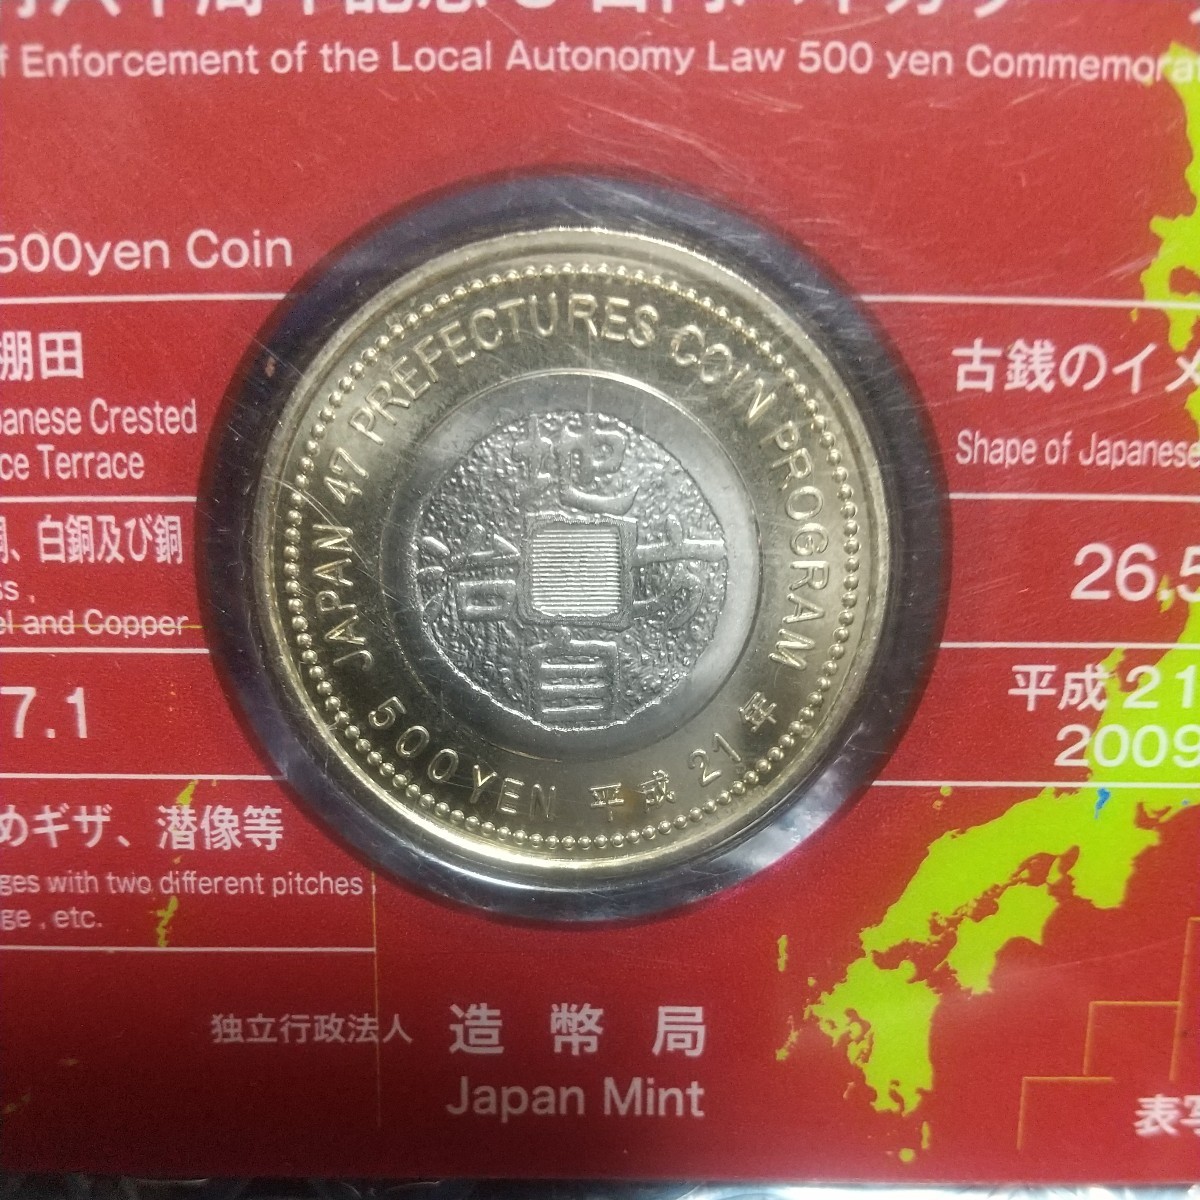 f Enforcement of the Local Autonomy Law 500 yen Commemorat
500yen Coin
棚田
panese Crested
ce Terrace
、白銅及び銅
ss ,
el and Copper
7.1
めギザ、潜像等
ges with two different pitches
ge , etc.
JAPAN 47 PREFECTURES COIN PROGRAM
500YEN 平成 21年
地方自治
古銭のイメ
Shape of Japanese
26.5
平成 21
2009
独立行政法人 造幣局
Japan Mint
表写